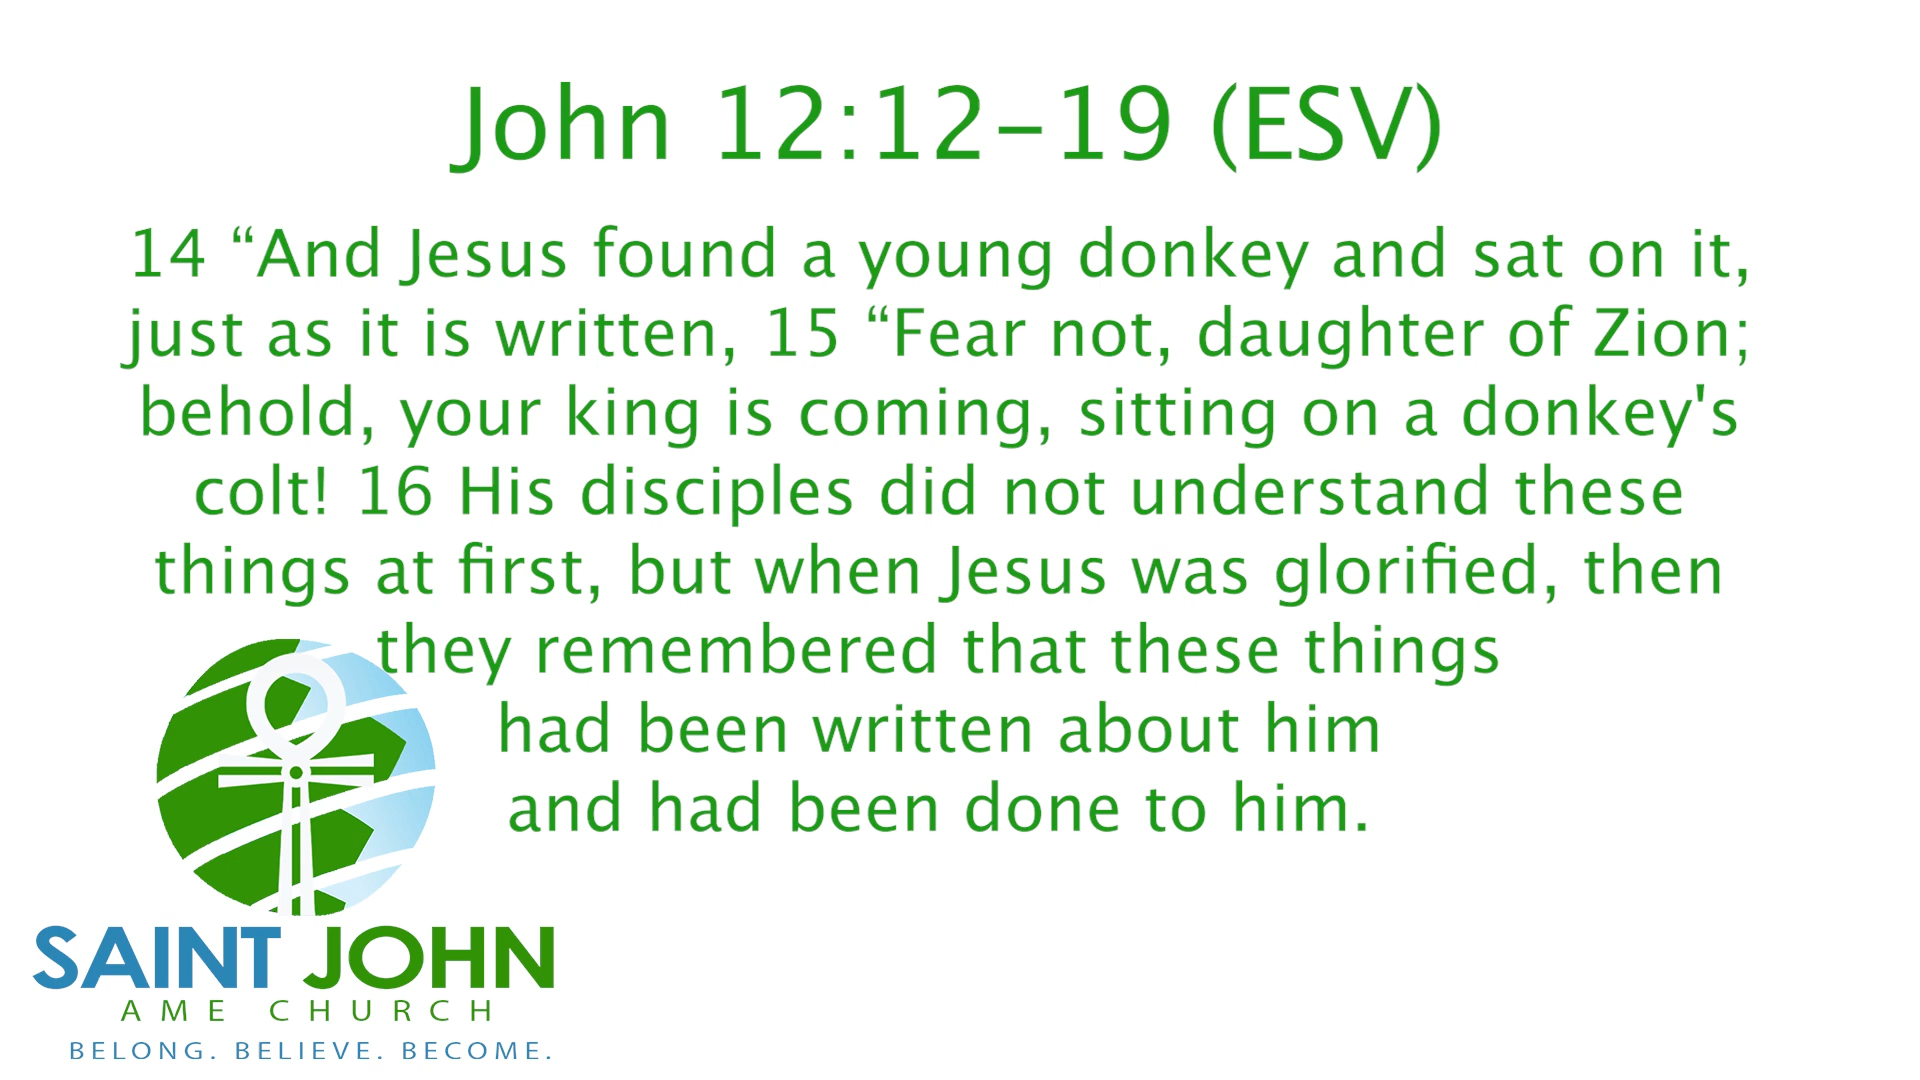 John 12:12-19 (ESV)
14 “And Jesus found a young donkey and sat on it,
just as it is written, 15 “Fear not, daughter of Zion;
behold, your king is coming, sitting on a donkey's
colt! 16 His disciples did not understand these
things at first, but when Jesus was glorified, then
they remembered that these things
had been written about him
and had been done to him.
SAINT JOHN
AME CHURCH
BELONG. BELIEVE. BECOME.